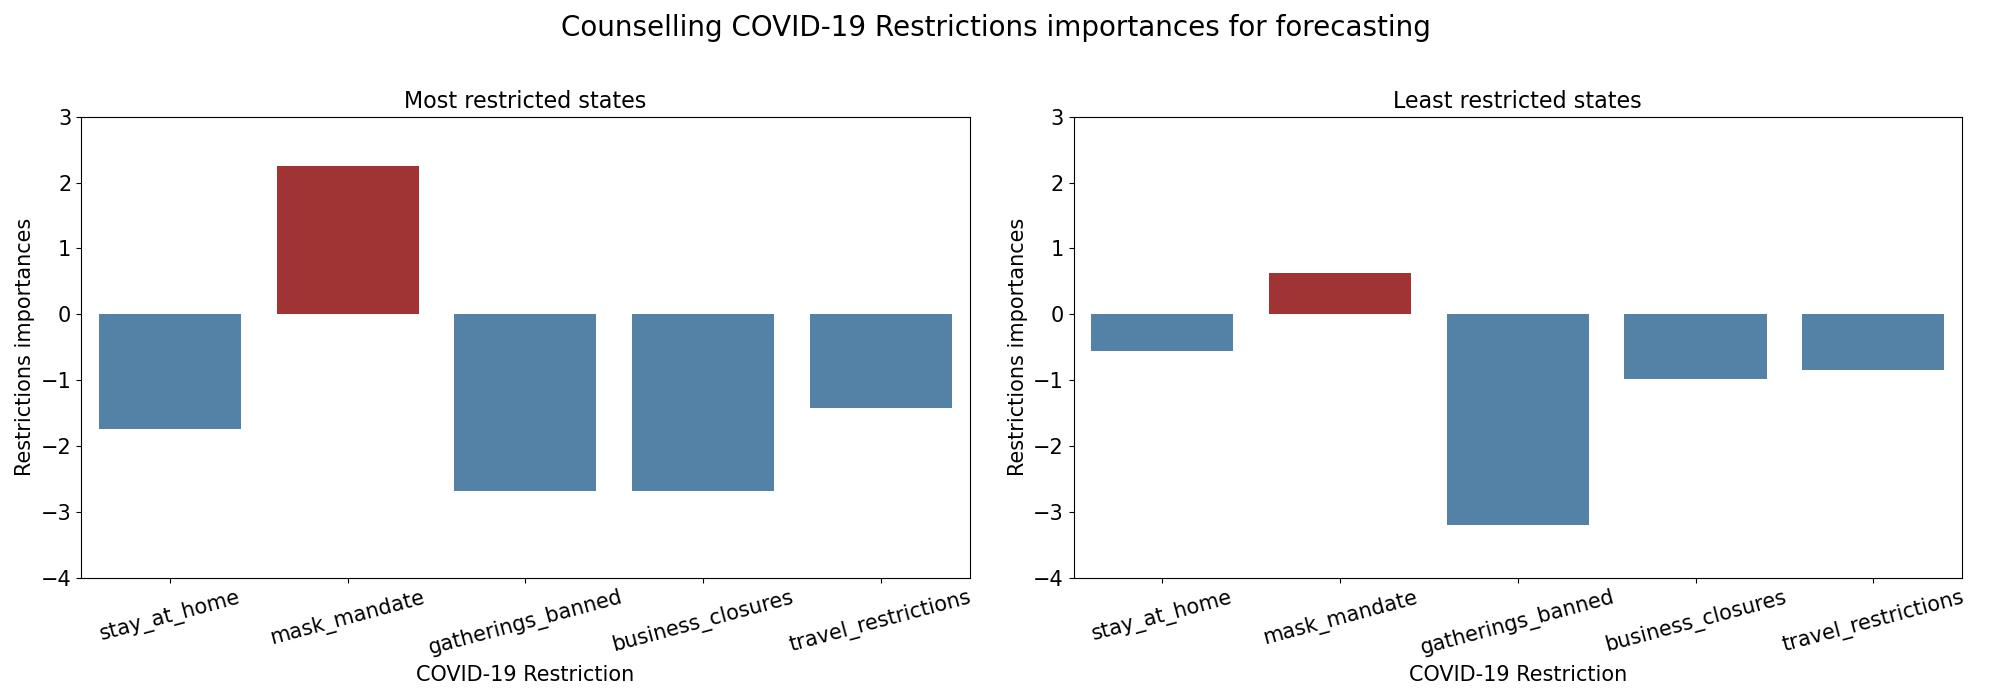 Counselling COVID-19 Restrictions importances for forecasting
Most restricted states
3
2
1
0
−1
−2
−3
−4
Restrictions importances
stay_at_home
mask_mandate
gatherings_banned
business_closures
travel_restrictions
COVID-19 Restriction
Least restricted states
3
2
1
0
−1
−2
−3
−4
Restrictions importances
stay_at_home
mask_mandate
gatherings_banned
business_closures
travel_restrictions
COVID-19 Restriction